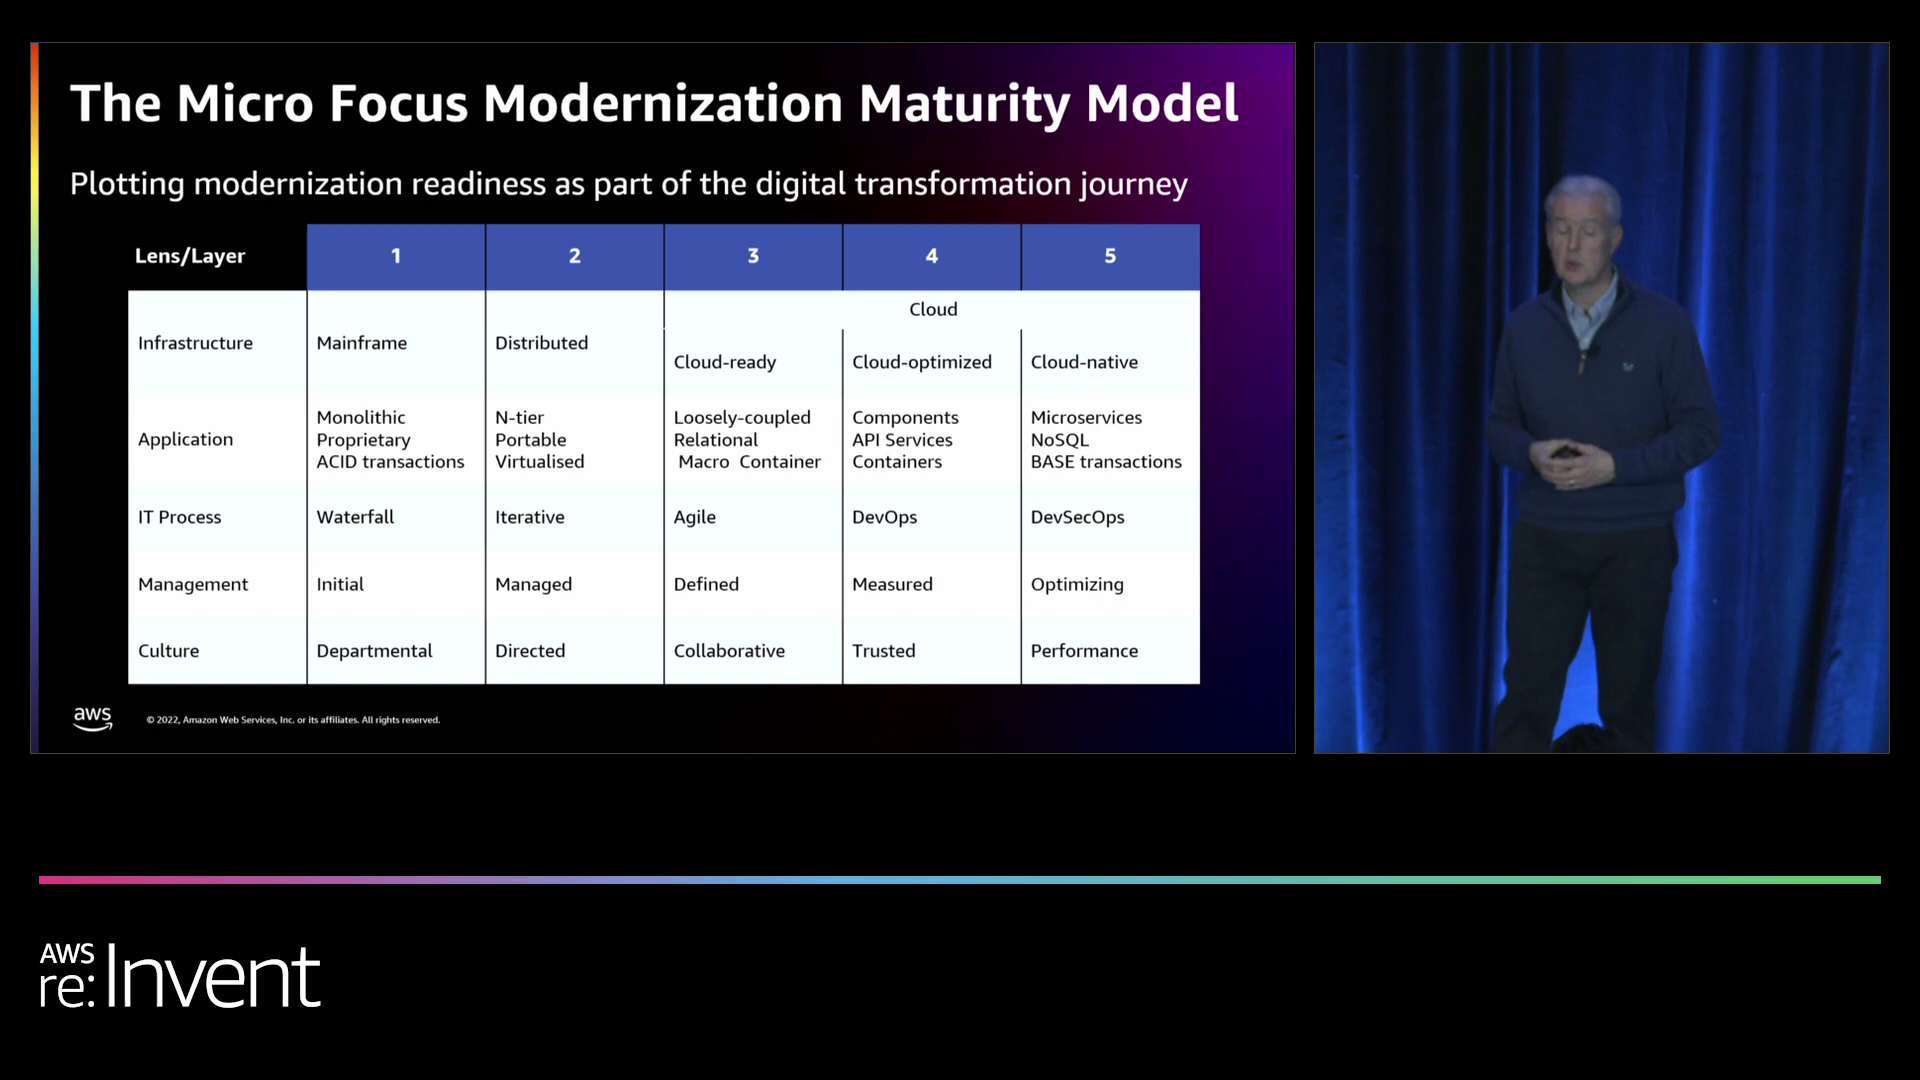 The Micro Focus Modernization Maturity Model
Plotting modernization readiness as part of the digital transformation journey
Lens/Layer 1 2 3 4 5
Cloud
Infrastructure Mainframe Distributed Cloud-ready Cloud-optimized Cloud-native
Monolithic N-tier Loosely-coupled Components Microservices
Application Proprietary Portable Relational API Services NoSQL
ACID transactions Virtualised Macro Container Containers BASE transactions
IT Process Waterfall Iterative Agile DevOps DevSecOps
Management Initial Managed Defined Measured Optimizing
Culture Departmental Directed Collaborative Trusted Performance
aws © 2022, Amazon Web Services, Inc. or its affiliates. All rights reserved.
AWS
re:Invent